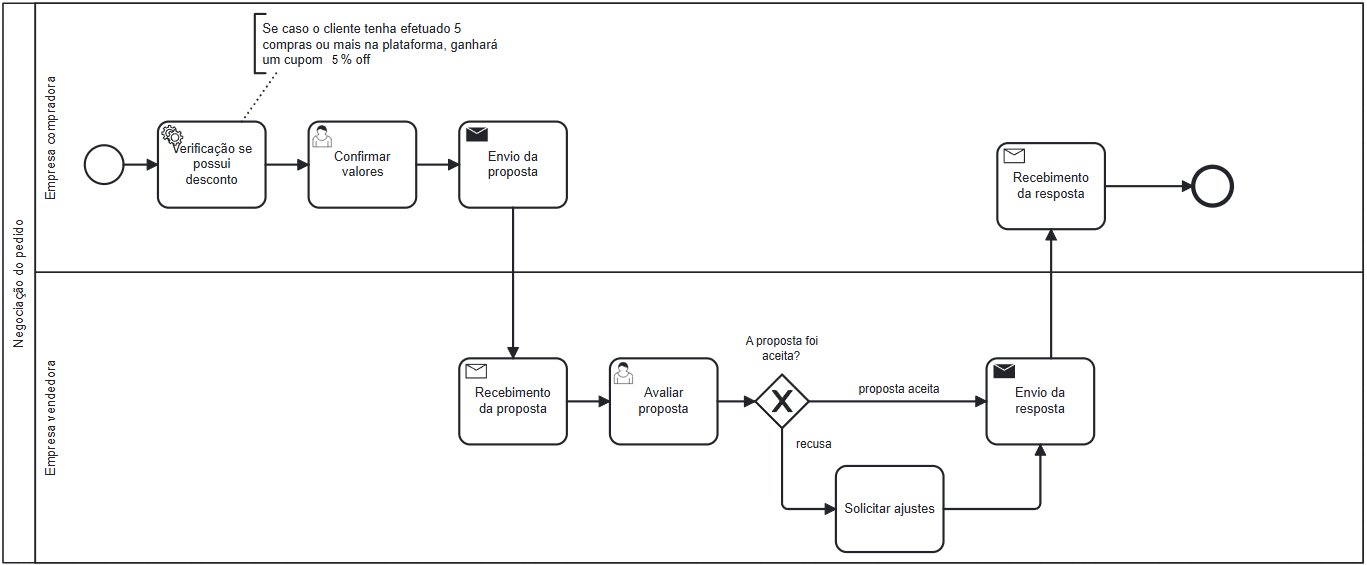 Negociação do pedido
Empresa compradora
Se caso o cliente tenha efetuado 5
compras ou mais na plataforma, ganhará
um cupom 5% off
Verificação se
possui
desconto
Confirmar
valores
Envio da
proposta
Recebimento
da resposta
Empresa vendedora
Recebimento
da proposta
Avaliar
proposta
A proposta foi
aceita?
proposta aceita
recusa
Solicitar ajustes
Envio da
resposta